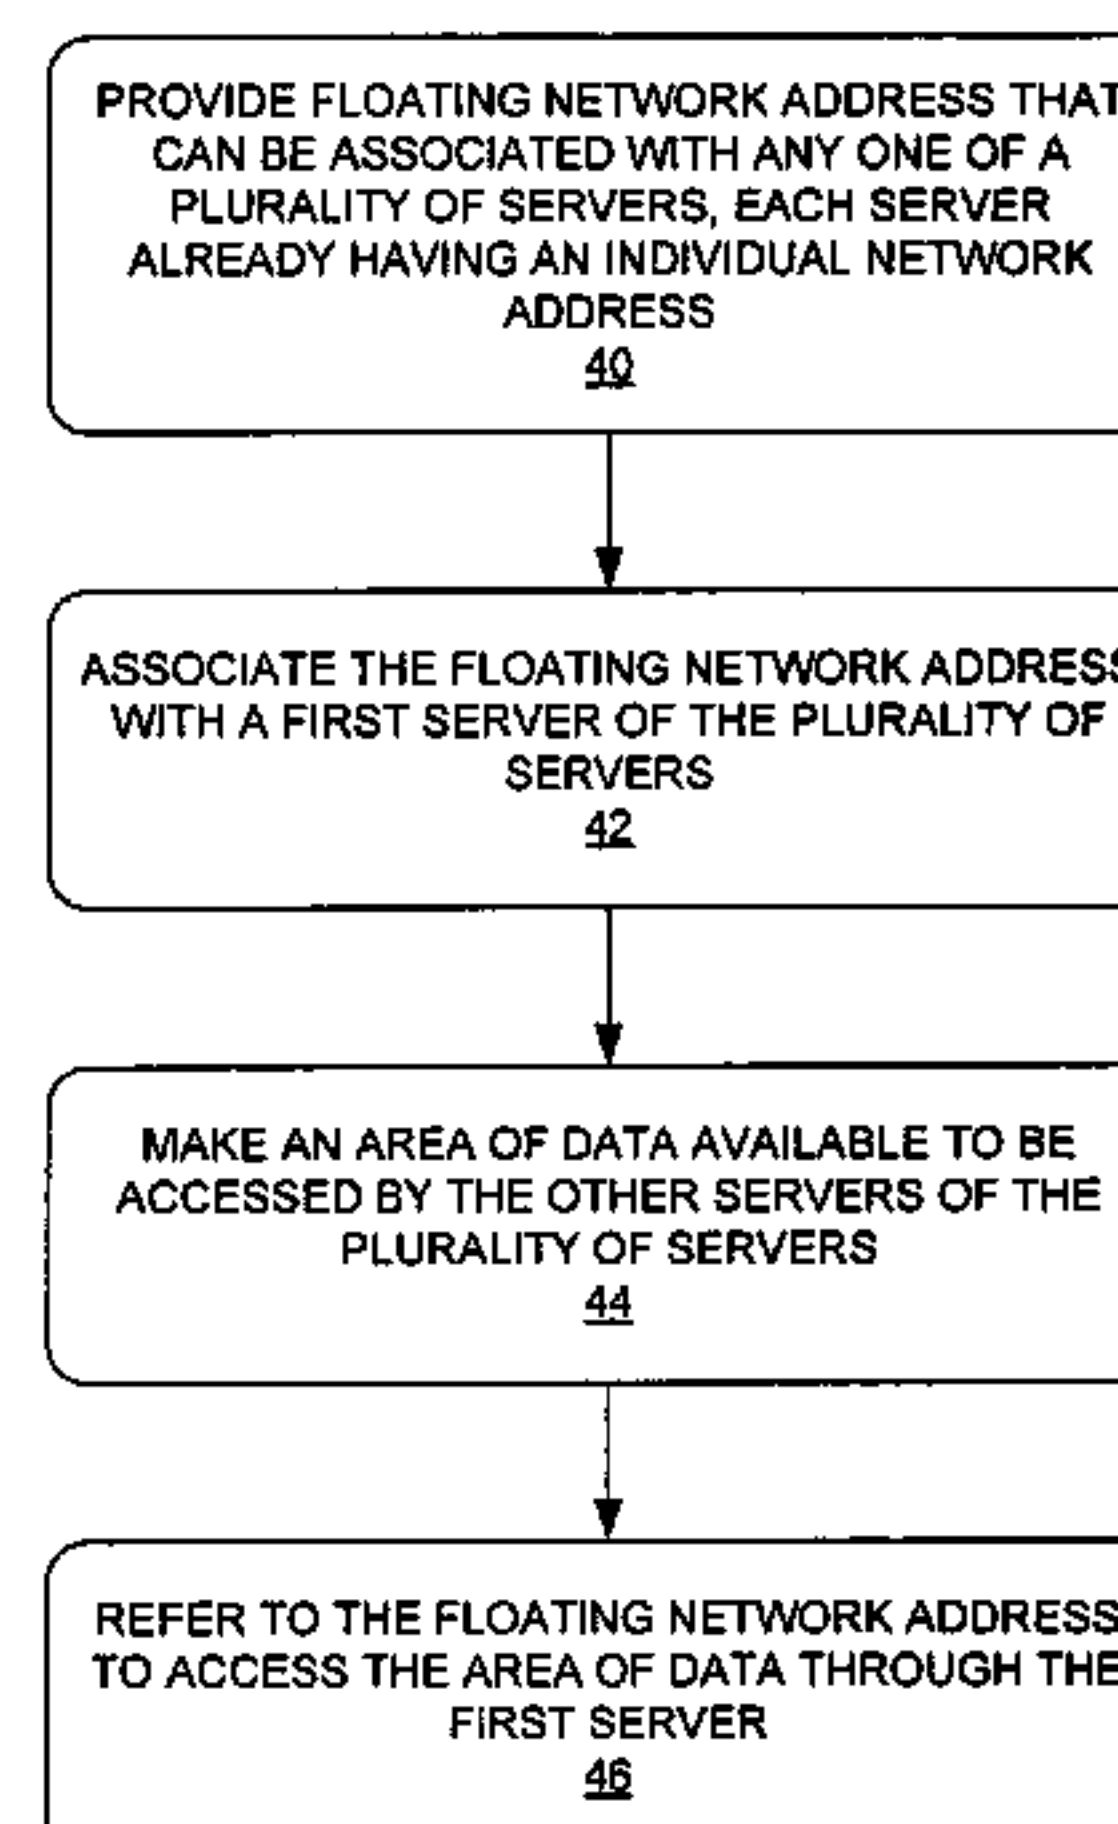 PROVIDE FLOATING NETWORK ADDRESS THAT
CAN BE ASSOCIATED WITH ANY ONE OF A
PLURALITY OF SERVERS, EACH SERVER
ALREADY HAVING AN INDIVIDUAL NETWORK
ADDRESS
40
ASSOCIATE THE FLOATING NETWORK ADDRESS
WITH A FIRST SERVER OF THE PLURALITY OF
SERVERS
42
MAKE AN AREA OF DATA AVAILABLE TO BE
ACCESSED BY THE OTHER SERVERS OF THE
PLURALITY OF SERVERS
44
REFER TO THE FLOATING NETWORK ADDRESS
TO ACCESS THE AREA OF DATA THROUGH THE
FIRST SERVER
46